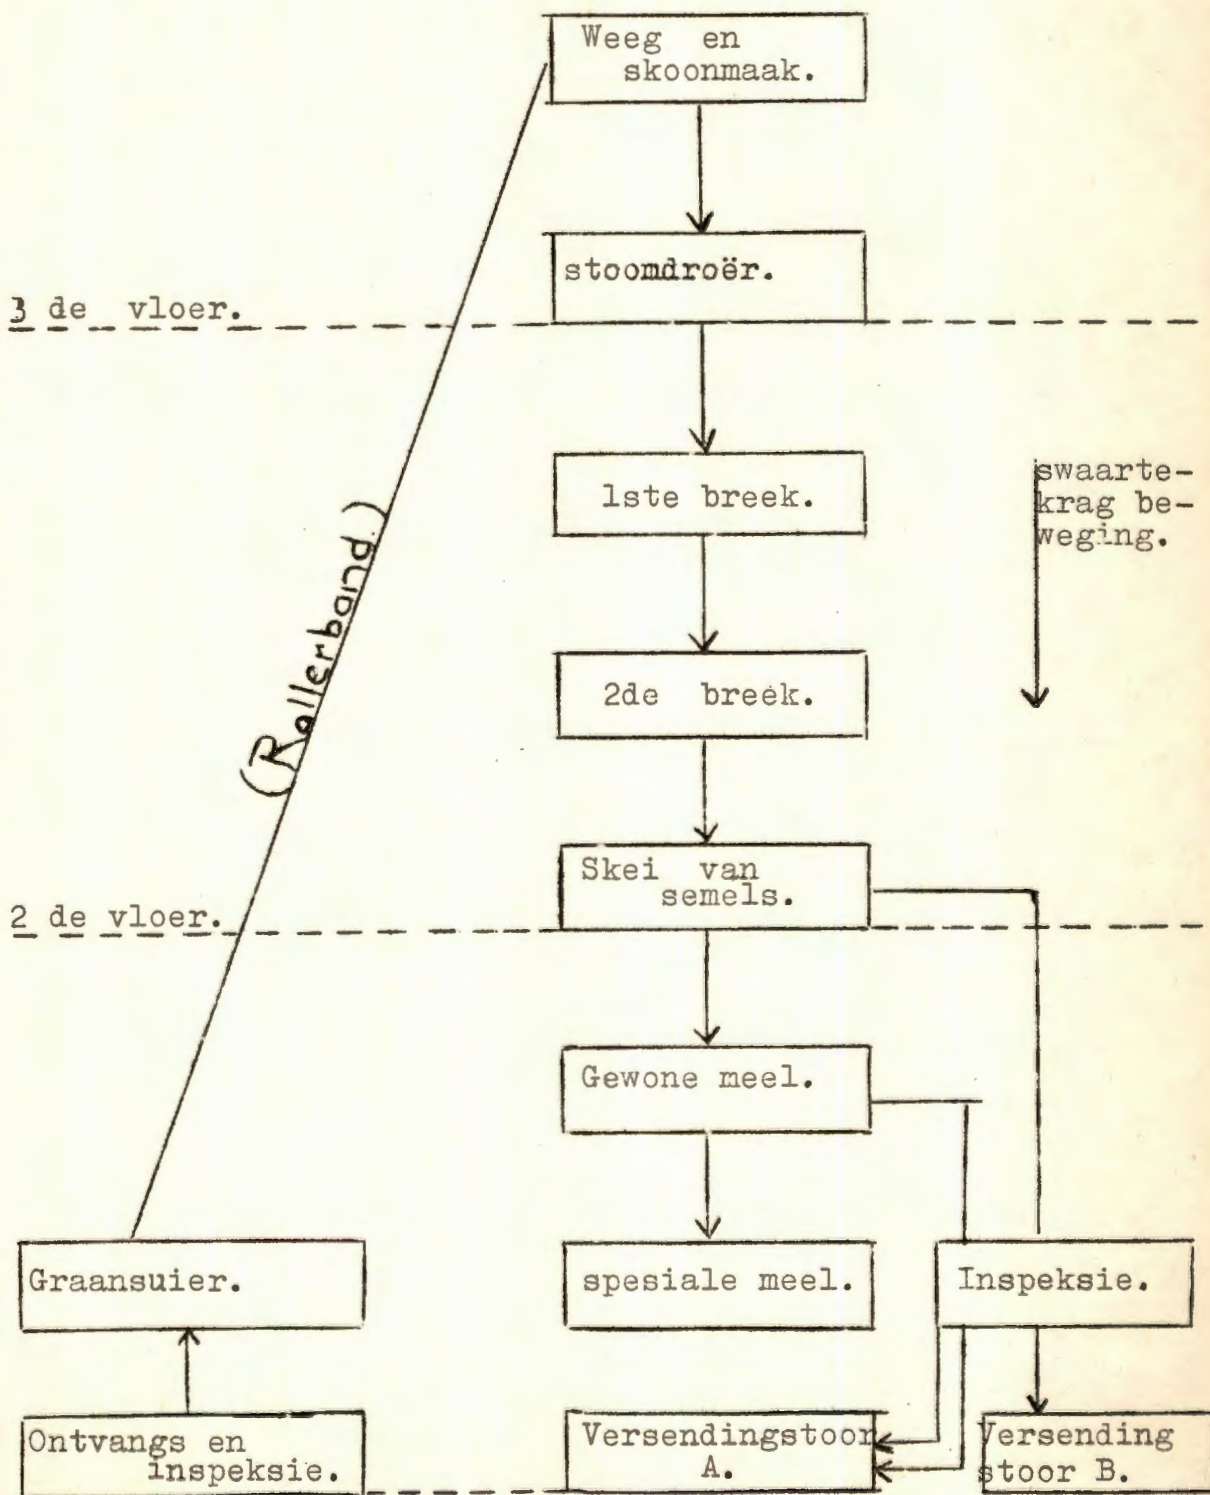 Weeg en
skoonmaak.
stoomdroër.
3 de vloer.
1ste breek.
swaarte-
krag be-
weging.
(Rollerband.)
2de breek.
Skei van
semels.
2 de vloer.
Gewone meel.
Graansuier.
spesiale meel.
Inspeksie.
Ontvangs en
inspeksie.
Versendingstoor
A.
Versending
stoor B.